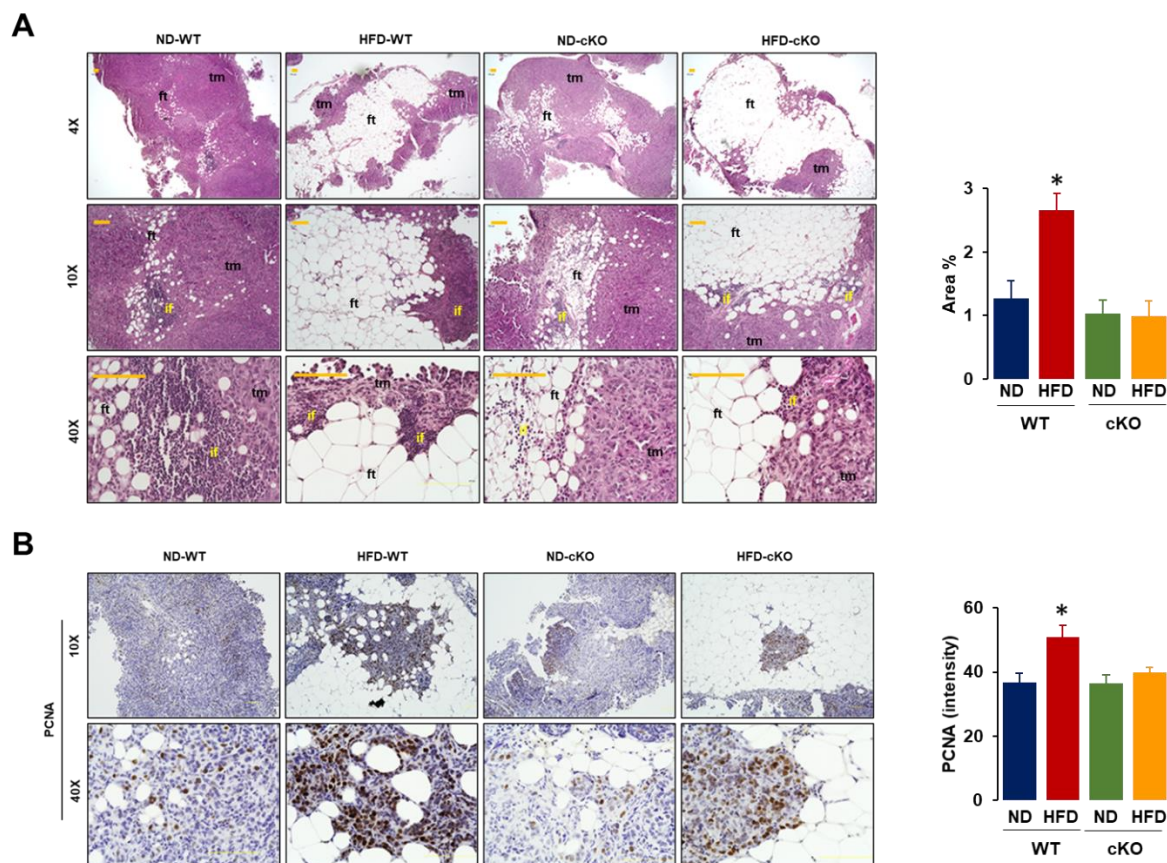 A
ND-WT HFD-WT ND-cKO HFD-cKO
4X
tm ft
tm ft tm
tm ft
ft tm
10X
ft tm if
ft if
ft if tm
ft if if tm
40X
ft tm if
tm if if ft
ft tm
ft tm
3
2
1
0
Area %
*
ND HFD ND HFD
WT cKO
B
ND-WT HFD-WT ND-cKO HFD-cKO
PCNA
10X
40X
60
40
20
0
PCNA (intensity)
*
ND HFD ND HFD
WT cKO